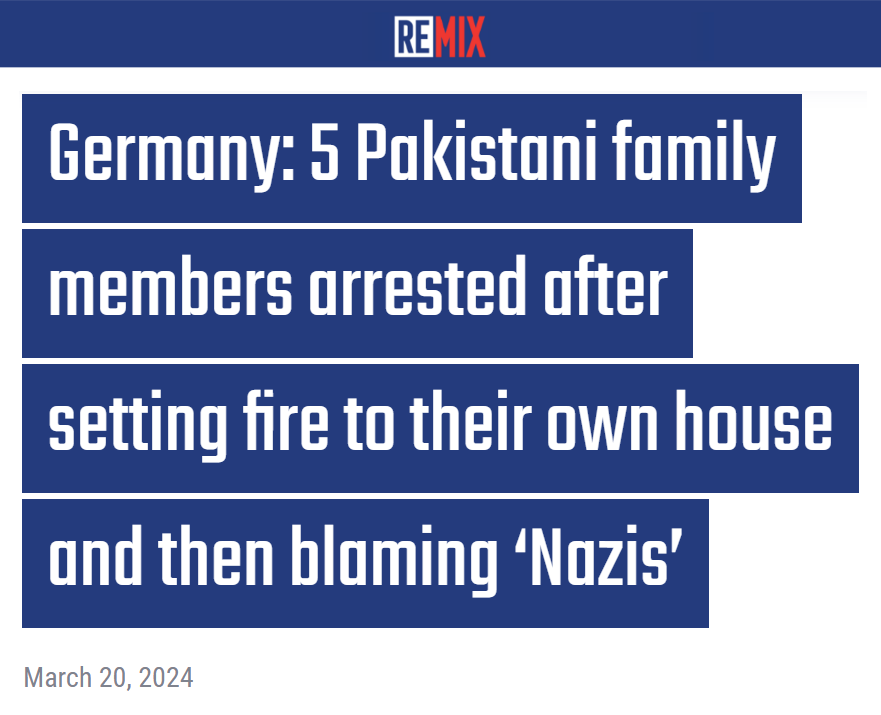 REMIX
Germany: 5 Pakistani family
members arrested after
setting fire to their own house
and then blaming ‘Nazis’
March 20, 2024